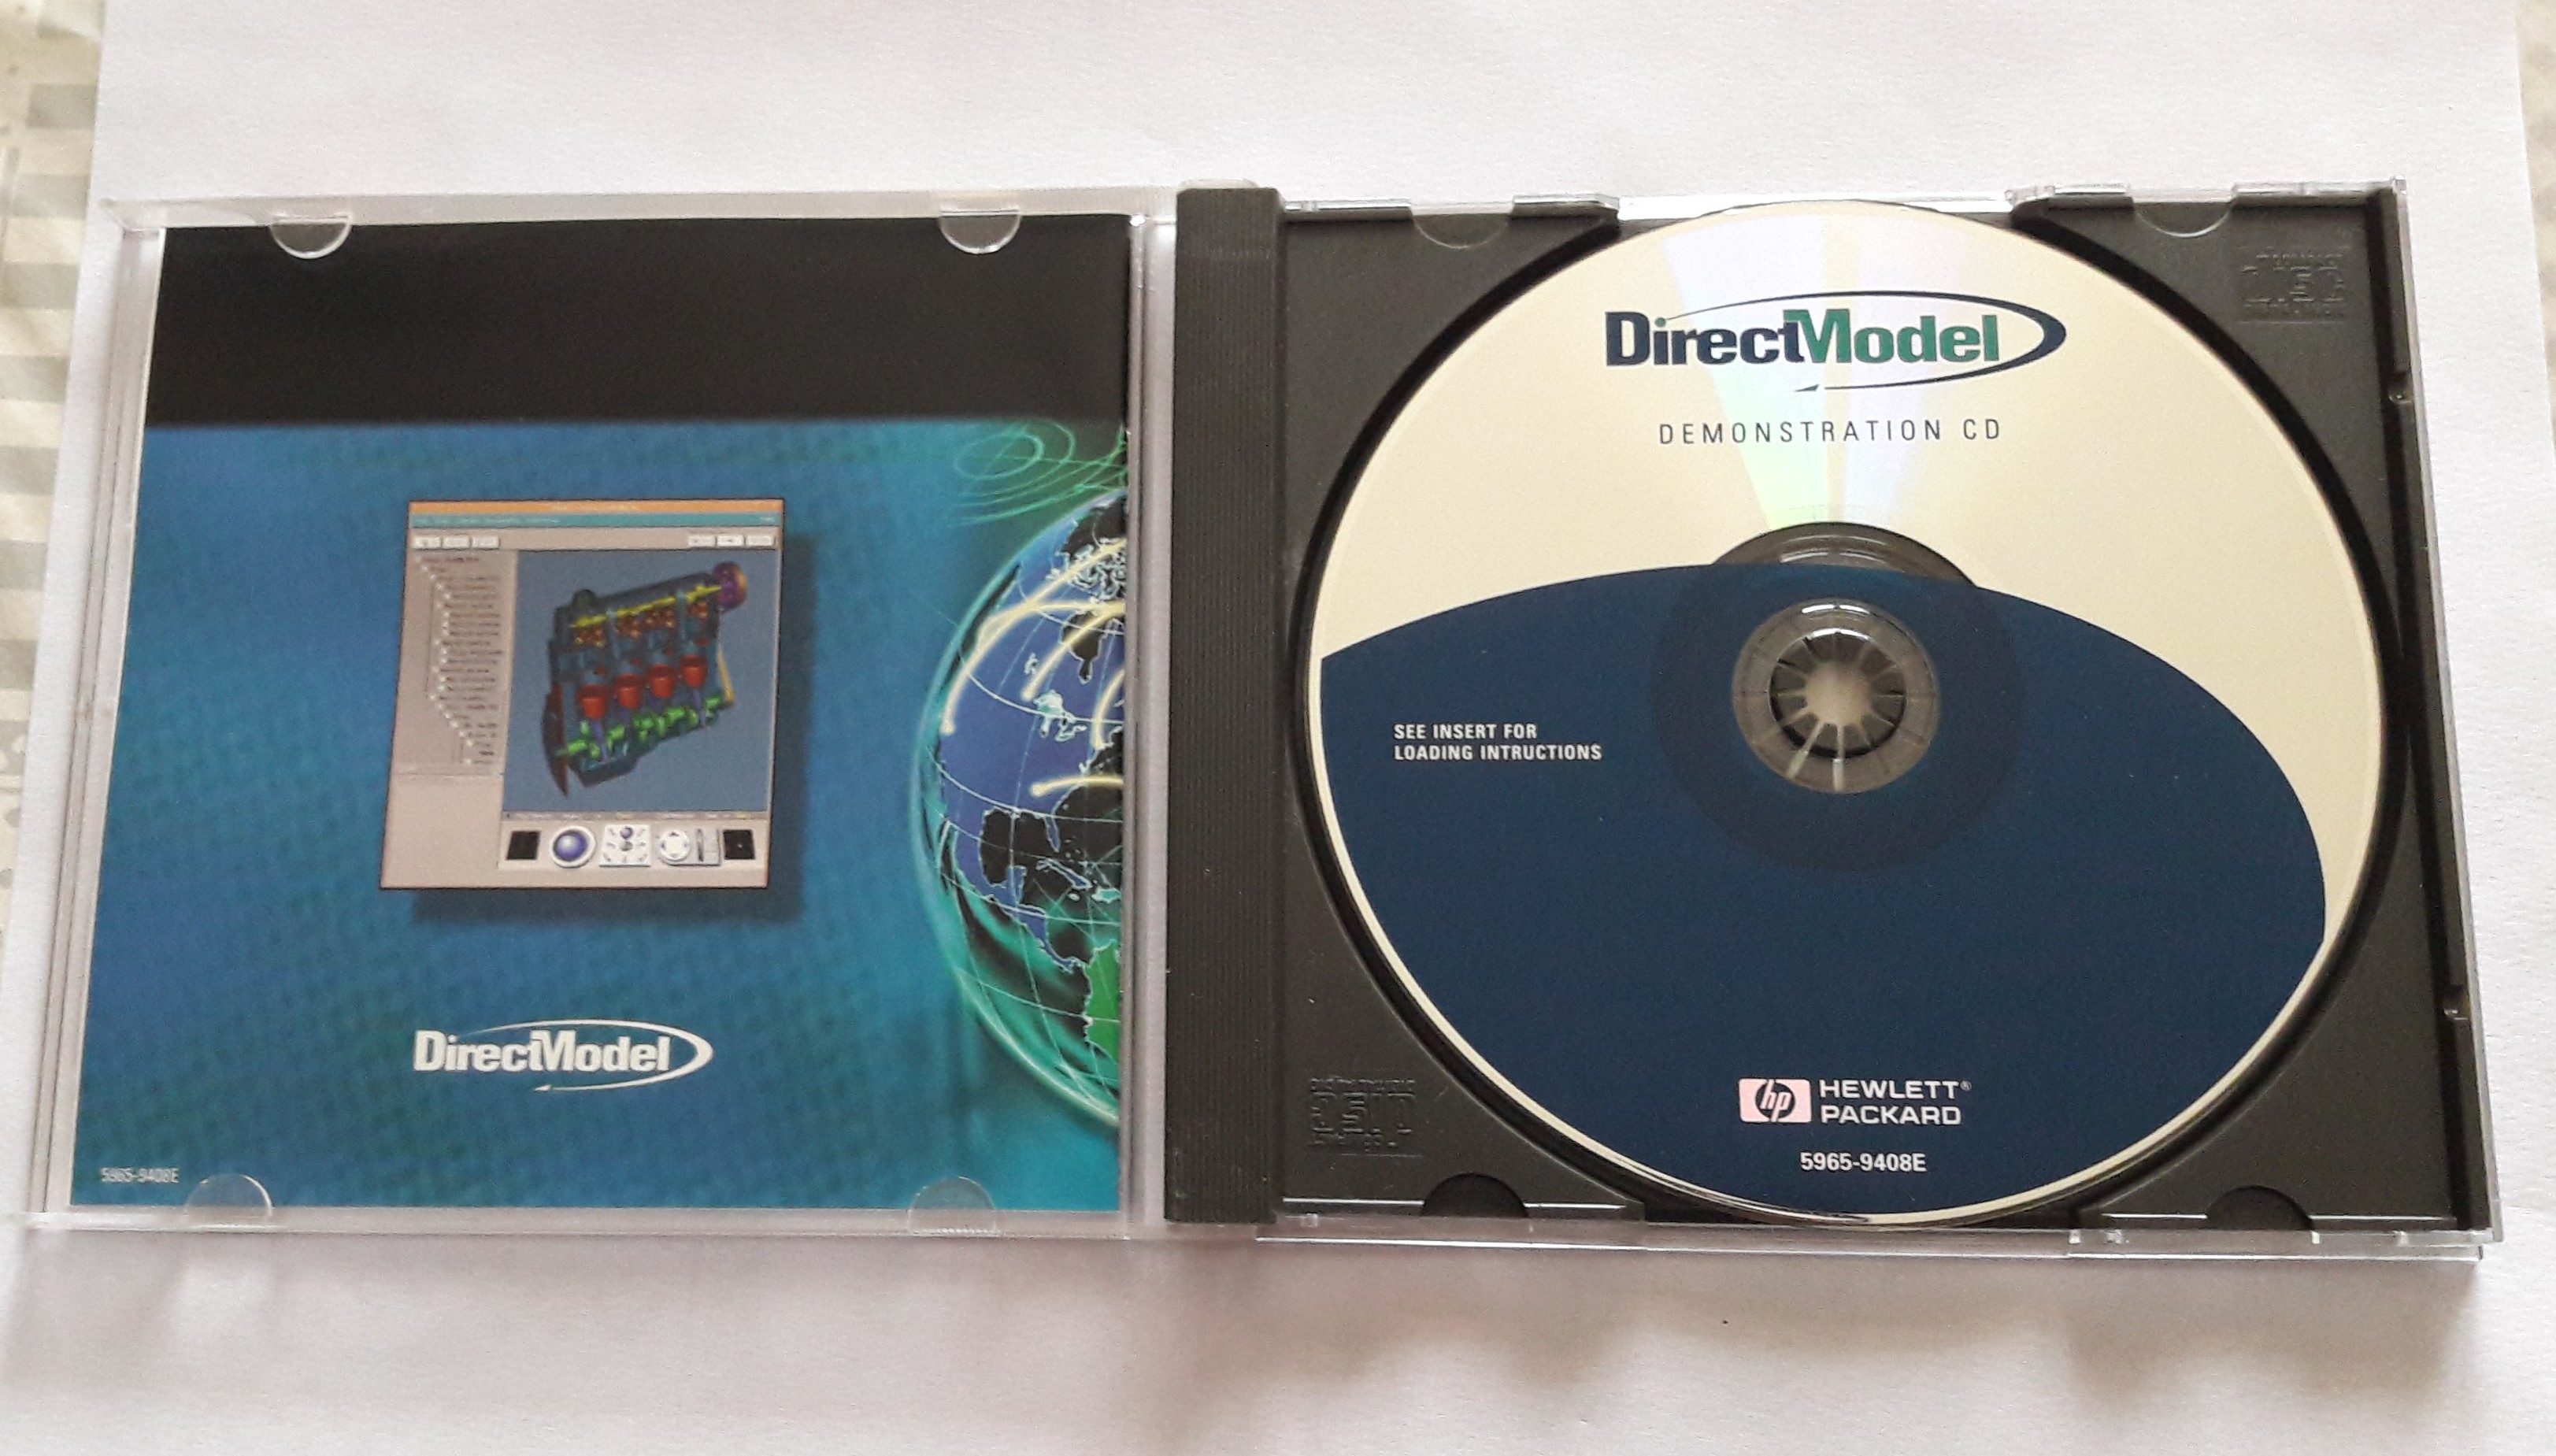 DirectModel
5965-9408E
DirectModel
DEMONSTRATION CD
SEE INSERT FOR
LOADING INTRUCTIONS
hp HEWLETT®
PACKARD
5965-9408E